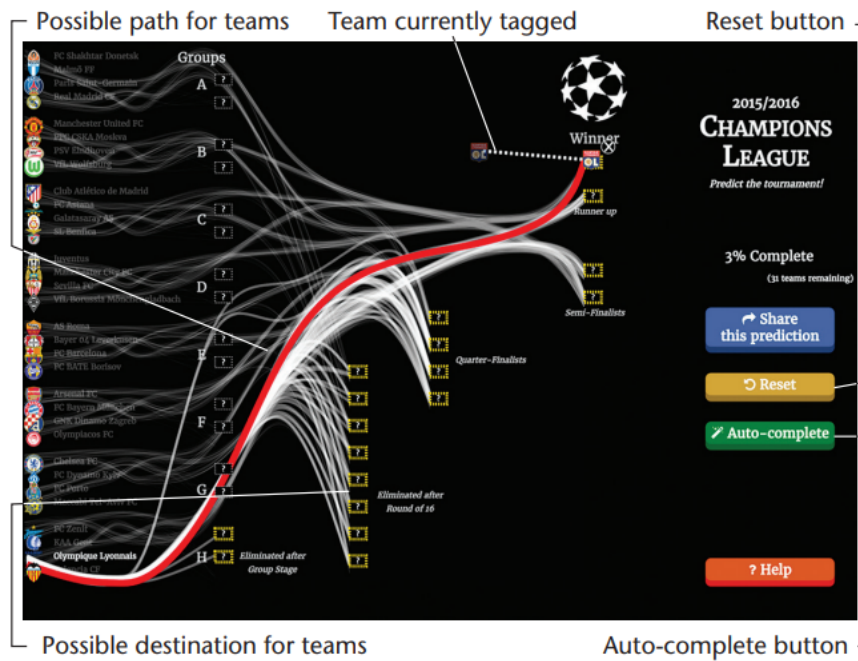 Possible path for teams
Team currently tagged
Reset button
Groups
FC Shakhtar Donetsk
Malmö FF
Paris Saint-Germain
Real Madrid CF
A
Manchester United FC
PFC CSKA Moskva
PSV Eindhoven
VfL Wolfsburg
B
Club Atlético de Madrid
FC Astana
Galatasaray AŞ
SL Benfica
C
Juventus
Manchester City FC
Sevilla FC
VfL Borussia Mönchengladbach
D
AS Roma
Bayer 04 Leverkusen
FC Barcelona
FC BATE Borisov
E
Arsenal FC
FC Bayern München
GNK Dinamo Zagreb
Olympiacos FC
F
Chelsea FC
FC Dynamo Kyiv
FC Porto
Maccabi Tel-Aviv FC
G
FC Zenit
KAA Gent
Olympique Lyonnais
Valencia CF
H
Eliminated after
Group Stage
Eliminated after
Round of 16
Quarter-Finalists
Semi-Finalists
Winner
OL
OL
Runner up
2015/2016
CHAMPIONS
LEAGUE
Predict the tournament!
3% Complete
(31 teams remaining)
Share
this prediction
Reset
Auto-complete
? Help
Possible destination for teams
Auto-complete button